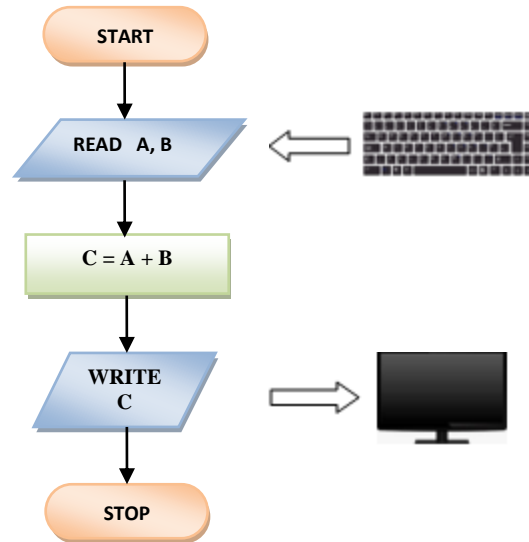 START
READ A, B
C = A + B
WRITE
C
STOP